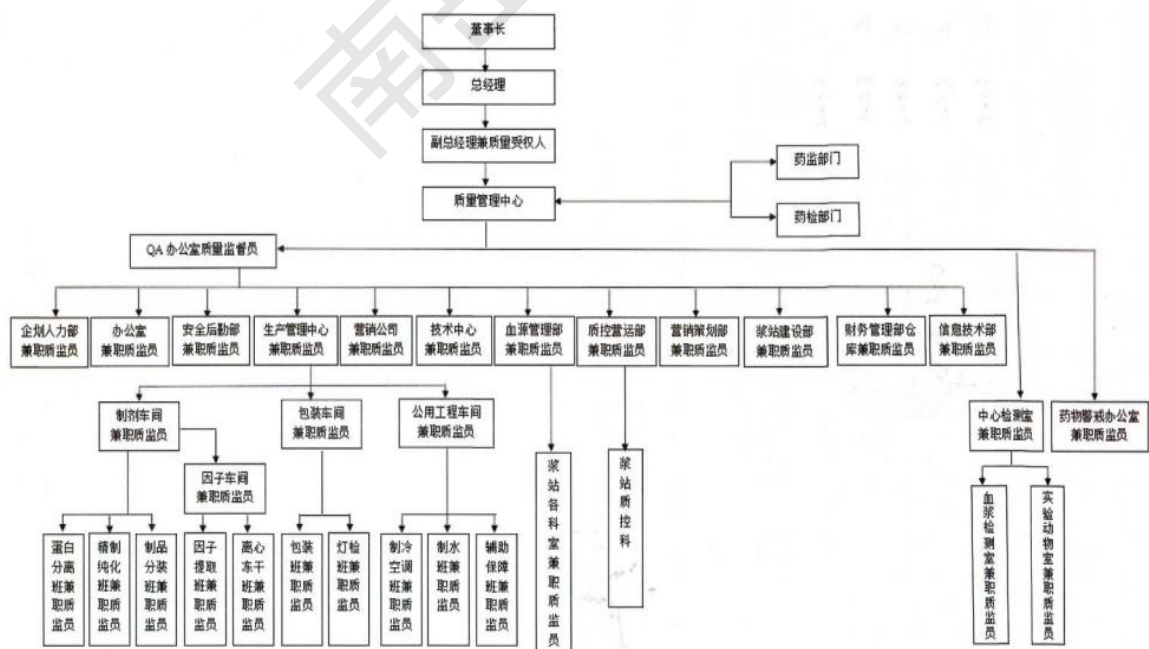 董事长
总经理
副总经理兼质量受权人
药监部门
质量管理中心
药检部门
QA 办公室质量监督员
企划人力部
兼职质监员
办公室
兼职质监员
安全后勤部
兼职质监员
生产管理中心
兼职质监员
营销公司
兼职质监员
技术中心
兼职质监员
血源管理部
兼职质监员
质控营运部
兼职质监员
营销策划部
兼职质监员
浆站建设部
兼职质监员
财务管理部仓
库兼职质监员
信息技术部
兼职质监员
制剂车间
兼职质监员
包装车间
兼职质监员
公用工程车间
兼职质监员
中心检测室
兼职质监员
药物警戒办公室
兼职质监员
因子车间
兼职质监员
浆站各科室兼职质监员
浆站质控科
血浆检测室兼职质监员
实验动物室兼职质监员
蛋白
分离
班兼
职质
监员
精制
纯化
班兼
职质
监员
制品
分装
班兼
职质
监员
因子
提取
班兼
职质
监员
离心
冻干
班兼
职质
监员
包装
班兼
职质
监员
灯检
班兼
职质
监员
制冷
空调
班兼
职质
监员
制水
班兼
职质
监员
辅助
保障
班兼
职质
监员
南